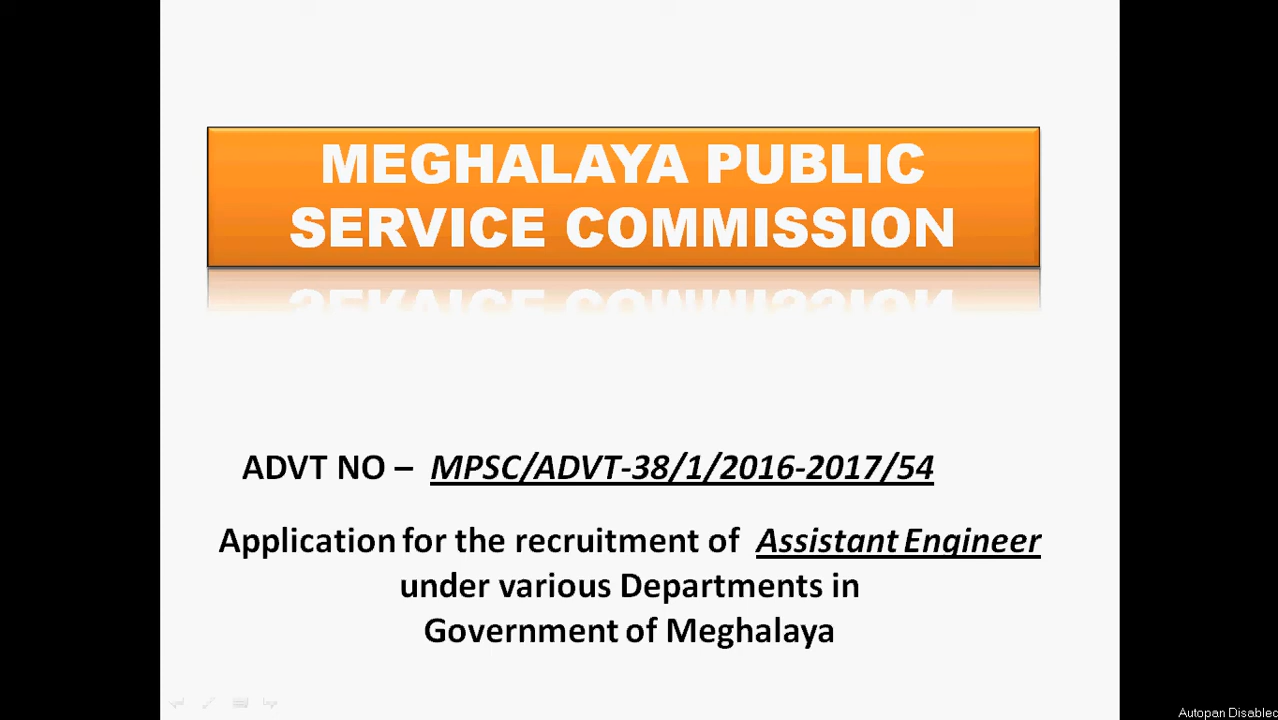 MEGHALAYA PUBLIC
SERVICE COMMISSION
ADVT NO – MPSC/ADVT-38/1/2016-2017/54
Application for the recruitment of Assistant Engineer
under various Departments in
Government of Meghalaya
Autopan Disabled